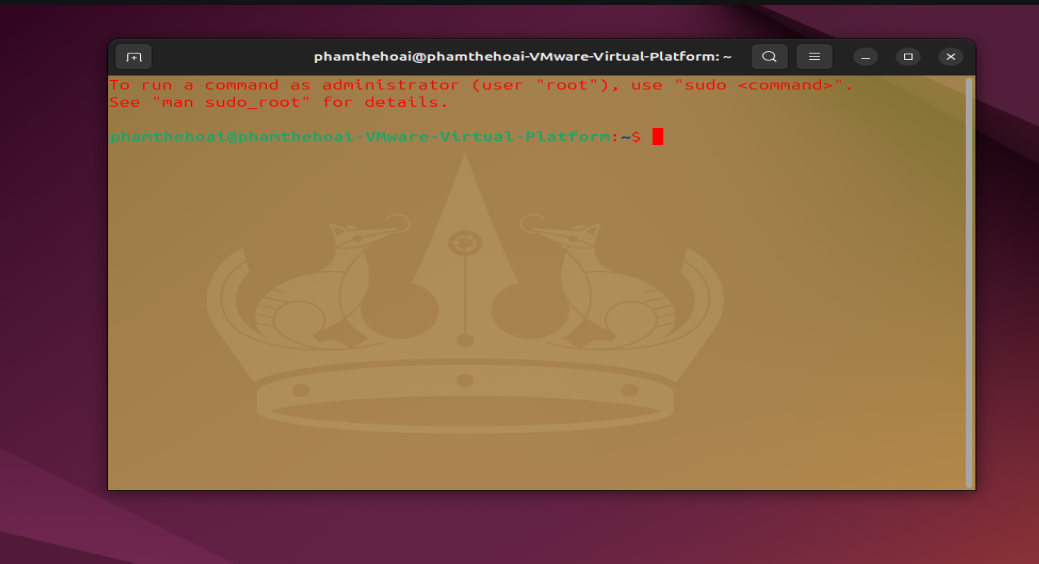 phamthehoai@phamthehoai-VMware-Virtual-Platform: ~
To run a command as administrator (user "root"), use "sudo <command>".
See "man sudo_root" for details.
phamthehoai@phamthehoai-VMware-Virtual-Platform:~$